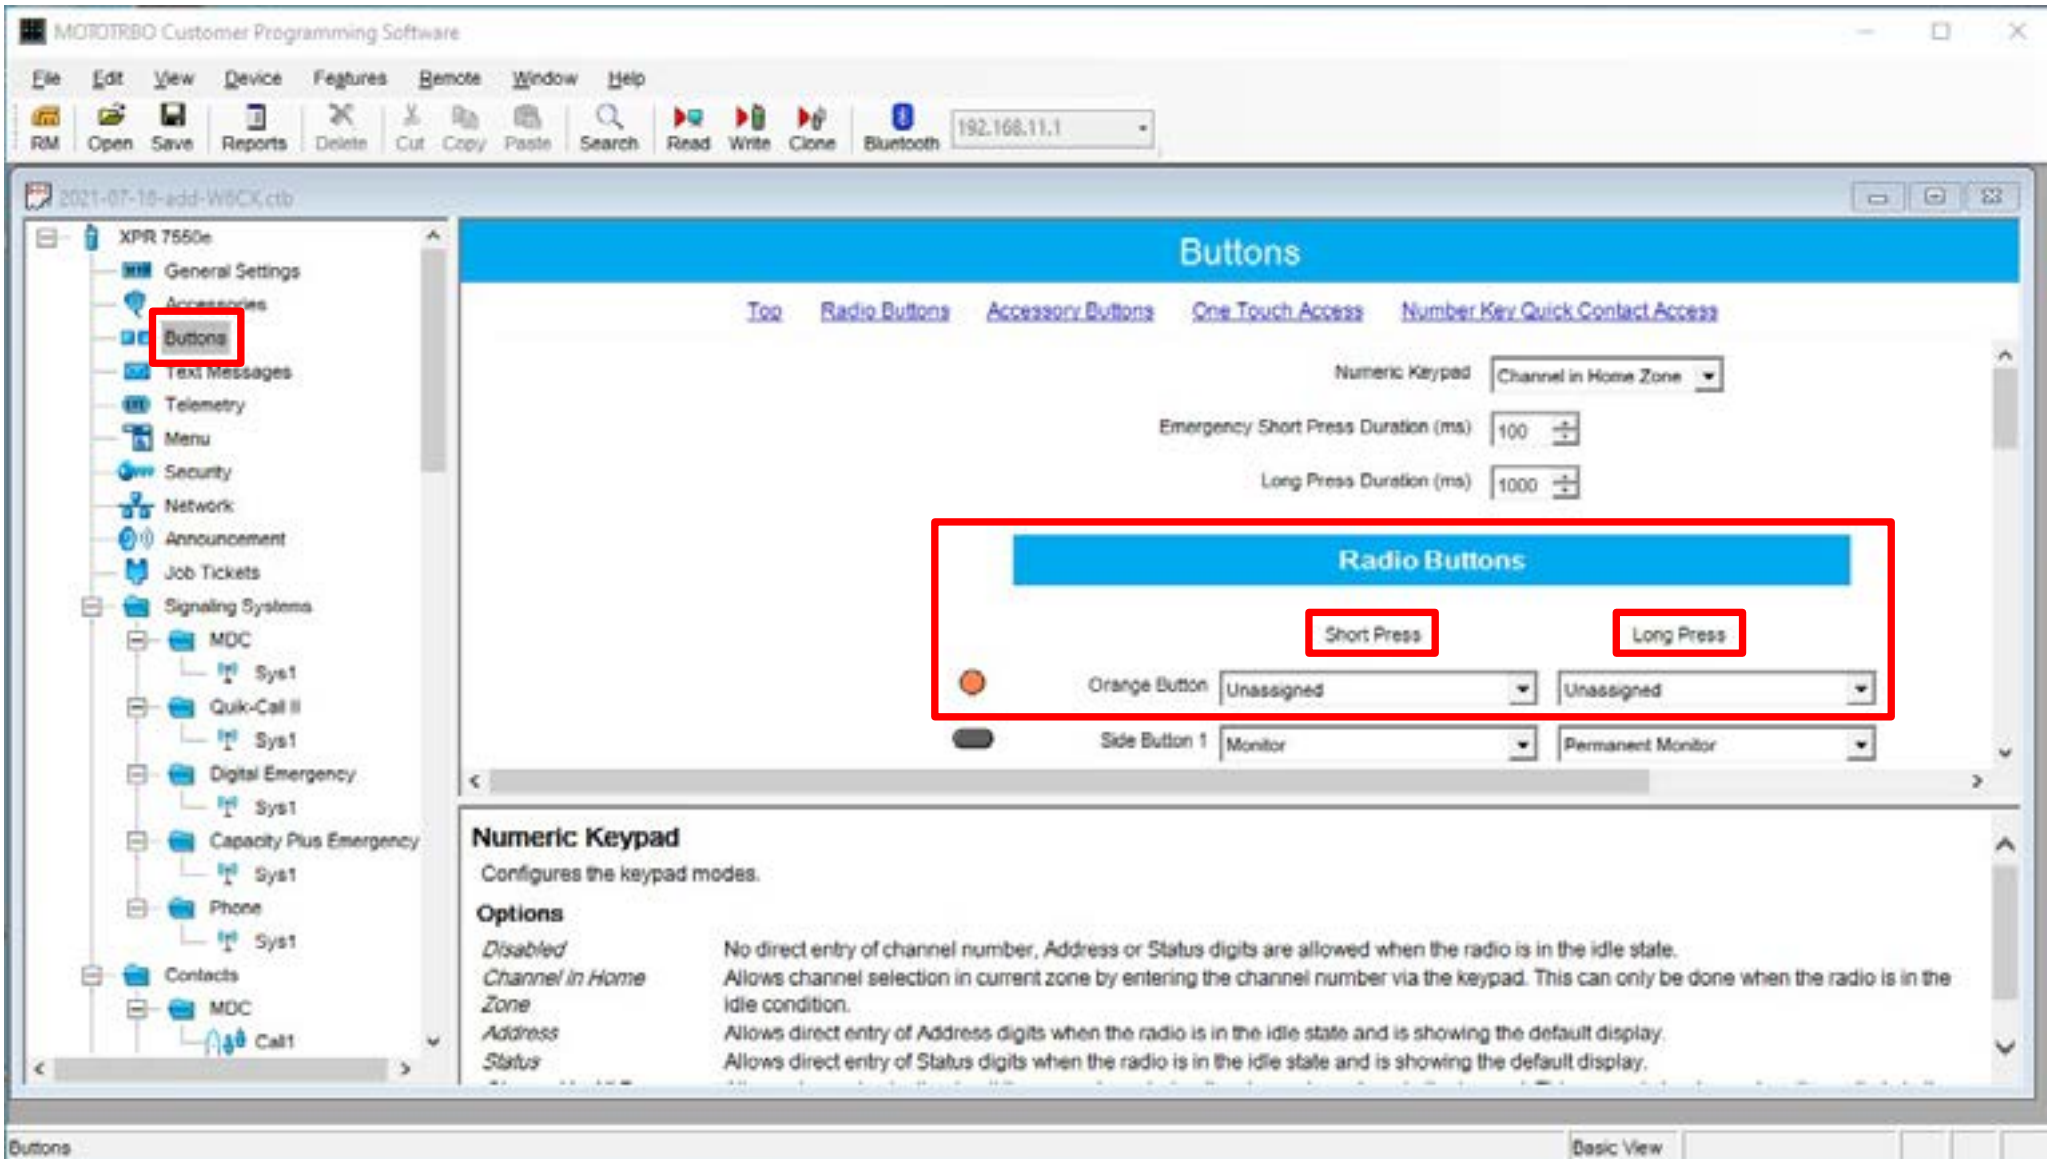 MOTOTRBO Customer Programming Software
File Edit View Device Features Remote Window Help
RM Open Save Reports Delete Cut Copy Paste Search Read Write Clone Bluetooth 192.168.11.1
2021-07-18-add-W6CX.ctb
XPR 7550e
General Settings
Accessories
Buttons
Text Messages
Telemetry
Menu
Security
Network
Announcement
Job Tickets
Signaling Systems
MDC
Sys1
Quik-Call II
Sys1
Digital Emergency
Sys1
Capacity Plus Emergency
Sys1
Phone
Sys1
Contacts
MDC
Call1
Buttons
Top Radio Buttons Accessory Buttons One Touch Access Number Key Quick Contact Access
Numeric Keypad Channel in Home Zone
Emergency Short Press Duration (ms) 100
Long Press Duration (ms) 1000
Radio Buttons
Short Press Long Press
Orange Button Unassigned Unassigned
Side Button 1 Monitor Permanent Monitor
Numeric Keypad
Configures the keypad modes.
Options
Disabled No direct entry of channel number, Address or Status digits are allowed when the radio is in the idle state.
Channel in Home Allows channel selection in current zone by entering the channel number via the keypad. This can only be done when the radio is in the
Zone idle condition.
Address Allows direct entry of Address digits when the radio is in the idle state and is showing the default display.
Status Allows direct entry of Status digits when the radio is in the idle state and is showing the default display.
Buttons Basic View